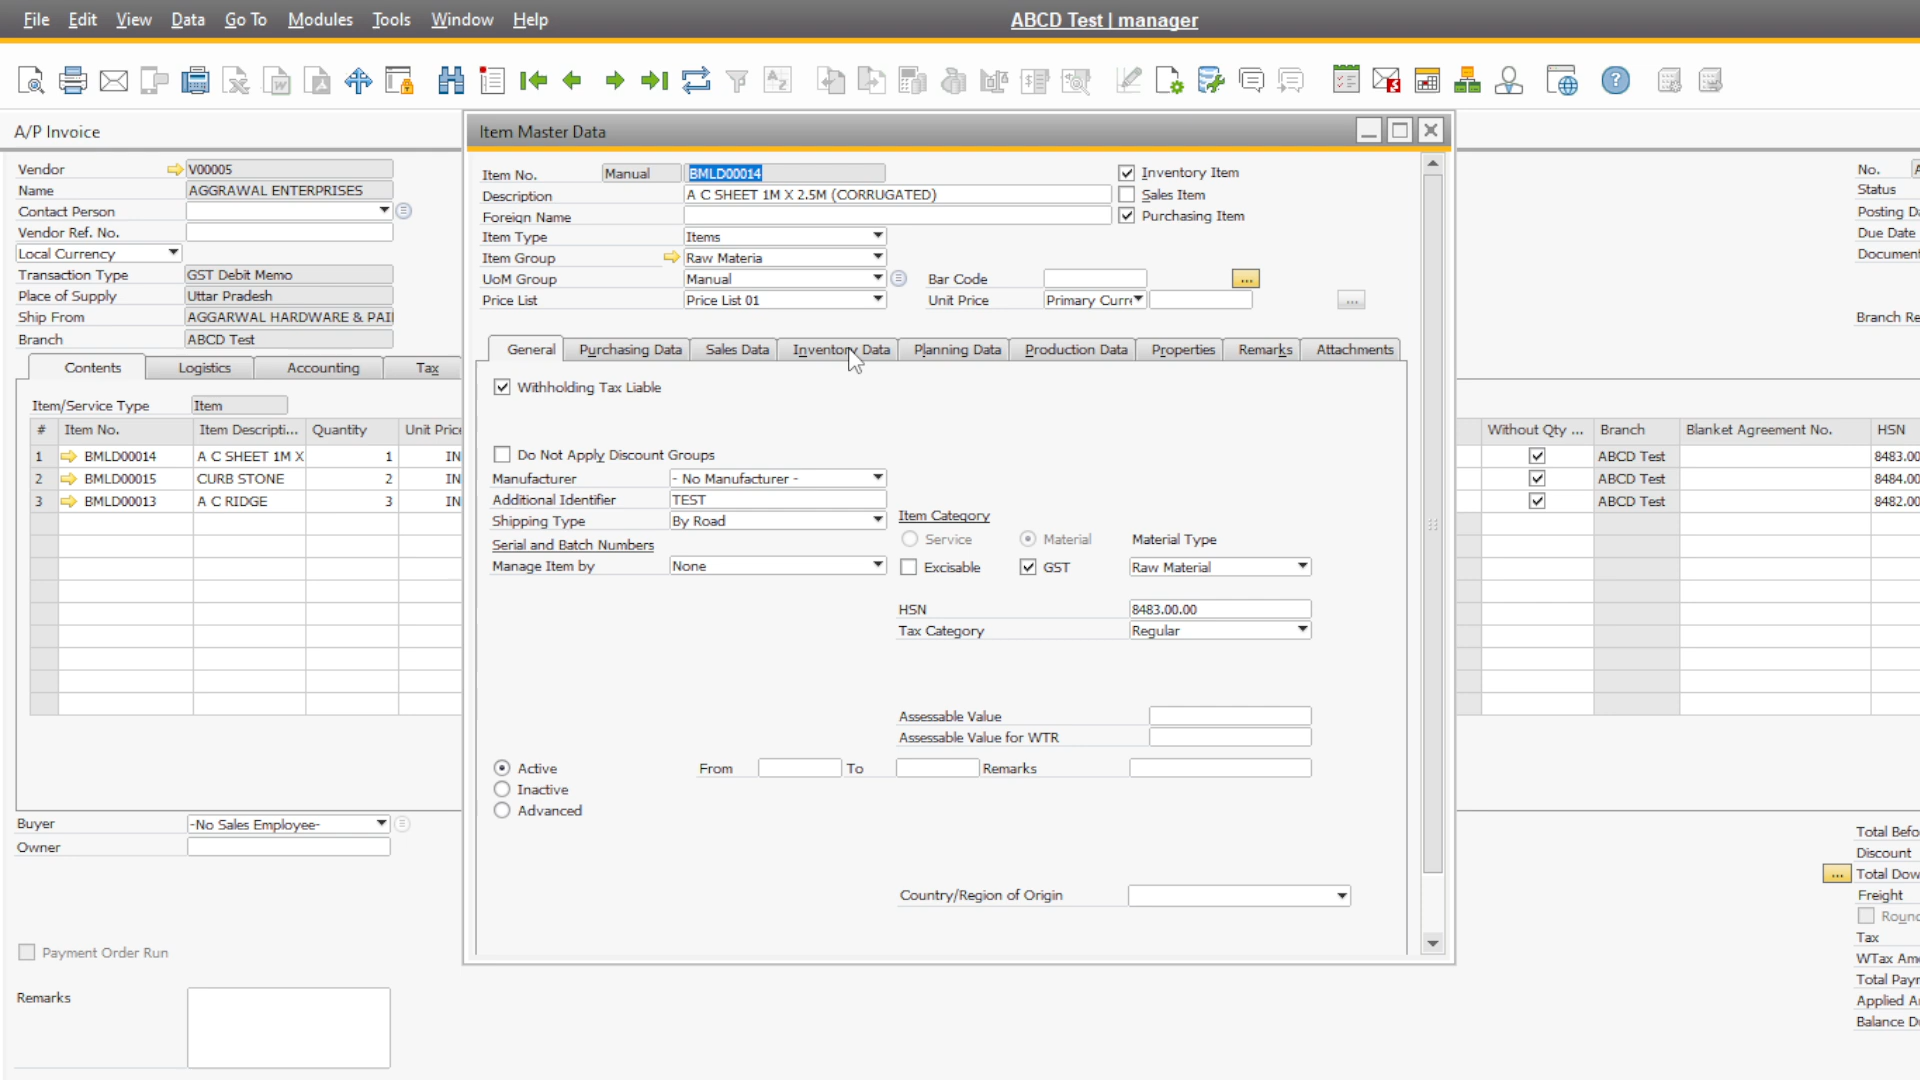 File Edit View Data Go To Modules Tools Window Help
ABCD Test | manager
A/P Invoice
Vendor V00005
Name AGGRAWAL ENTERPRISES
Contact Person
Vendor Ref. No.
Local Currency
Transaction Type GST Debit Memo
Place of Supply Uttar Pradesh
Ship From AGGARWAL HARDWARE & PAI
Branch ABCD Test
Contents Logistics Accounting Tax
Item/Service Type Item
# Item No. Item Descripti... Quantity Unit Price
1 BMLD00014 A C SHEET 1M X 1 IN
2 BMLD00015 CURB STONE 2 IN
3 BMLD00013 A C RIDGE 3 IN
Buyer -No Sales Employee-
Owner
Payment Order Run
Remarks
Item Master Data
Item No. Manual BMLD00014
Description A C SHEET 1M X 2.5M (CORRUGATED)
Foreign Name
Item Type Items
Item Group Raw Materia
UoM Group Manual
Price List Price List 01
Inventory Item
Sales Item
Purchasing Item
Bar Code ...
Unit Price Primary Curre ...
General Purchasing Data Sales Data Inventory Data Planning Data Production Data Properties Remarks Attachments
Withholding Tax Liable
Do Not Apply Discount Groups
Manufacturer - No Manufacturer -
Additional Identifier TEST
Shipping Type By Road
Serial and Batch Numbers
Manage Item by None
Item Category
Service Material Material Type
Excisable GST Raw Material
HSN 8483.00.00
Tax Category Regular
Assessable Value
Assessable Value for WTR
Active From To Remarks
Inactive
Advanced
Country/Region of Origin
No. A
Status
Posting Da
Due Date
Document
Branch Re
Without Qty ... Branch Blanket Agreement No. HSN
ABCD Test 8483.00
ABCD Test 8484.00
ABCD Test 8482.00
Total Befo
Discount
... Total Dow
Freight
Round
Tax
WTax Amo
Total Paym
Applied A
Balance Du